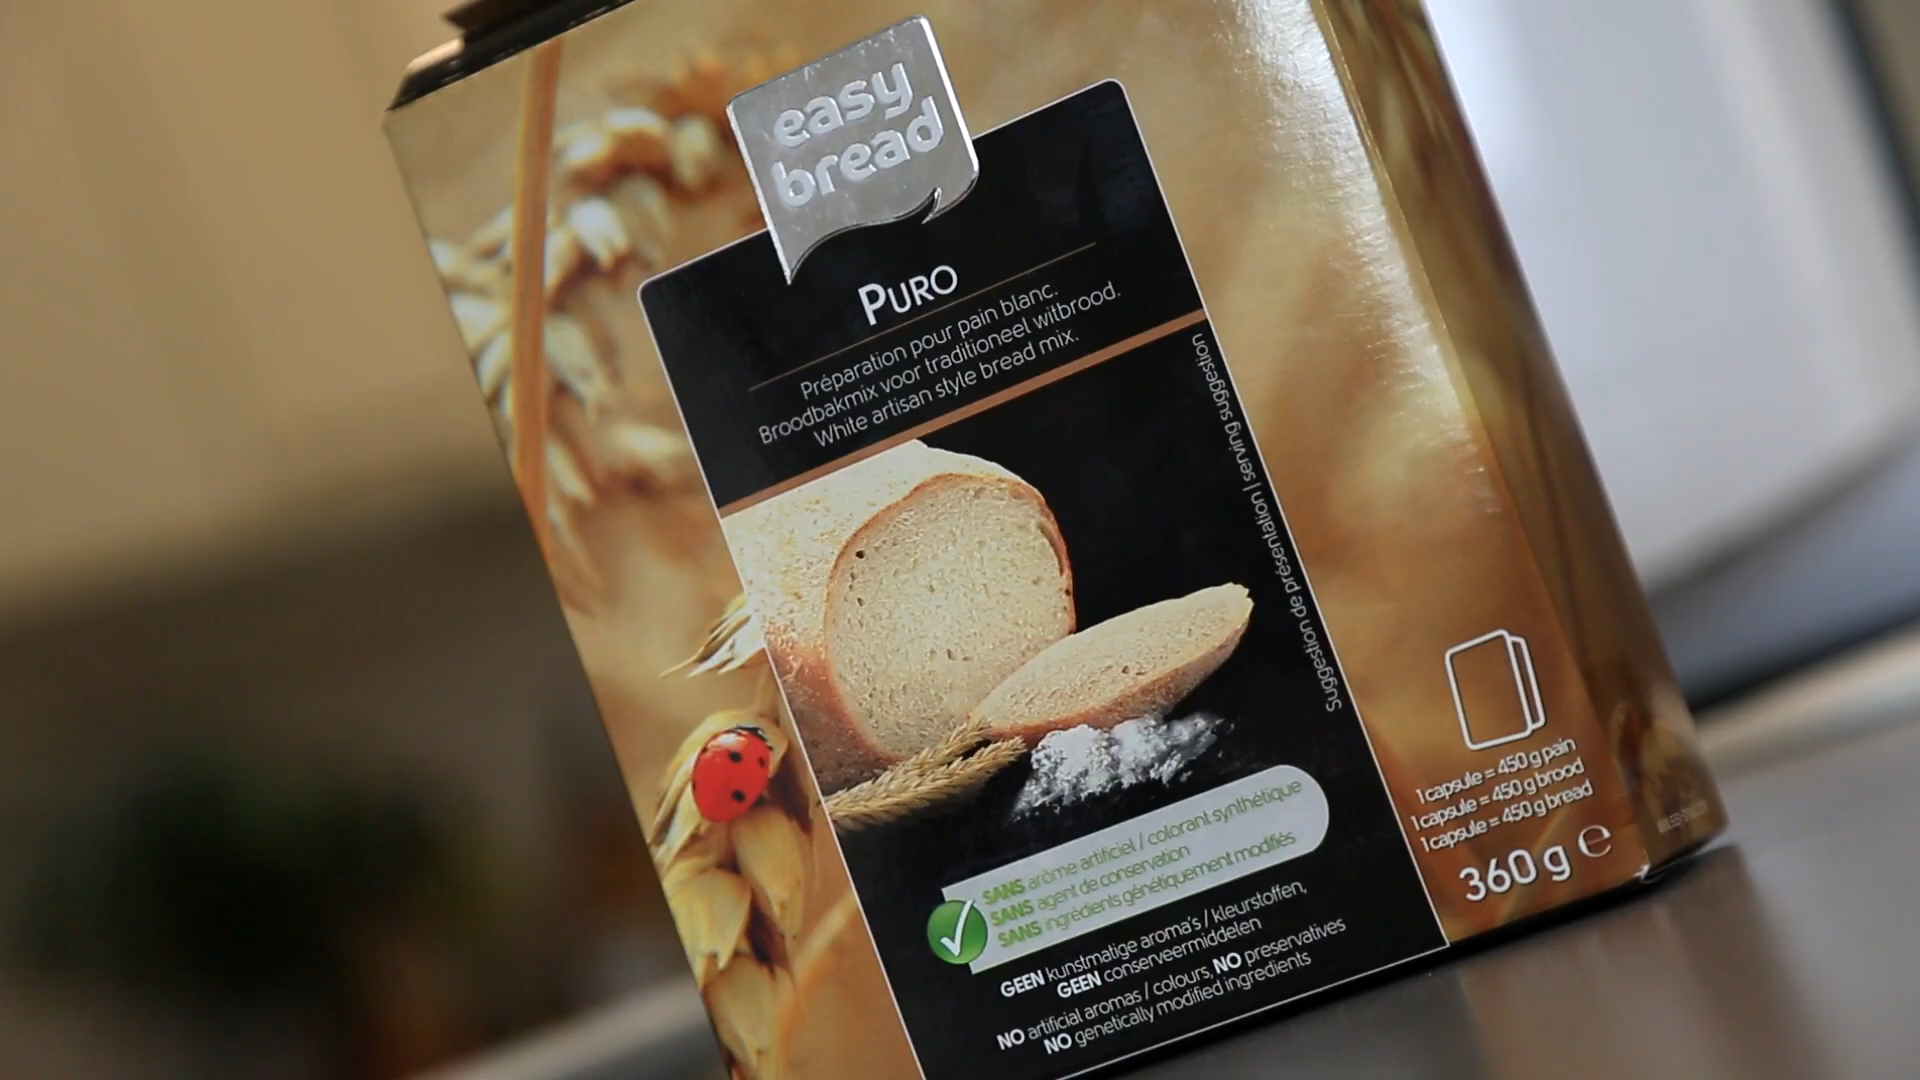 easy
bread
PURO
Préparation pour pain blanc.
Broodbakmix voor traditioneel witbrood.
White artisan style bread mix.
Suggestion de présentation | serving suggestion
SANS arôme artificiel / colorant synthétique
SANS agent de conservation
SANS ingrédients génétiquement modifiés
GEEN kunstmatige aroma's / kleurstoffen,
GEEN conserveermiddelen
NO artificial aromas / colours, NO preservatives
NO genetically modified ingredients
1 capsule = 450 g pain
1 capsule = 450 g brood
1 capsule = 450 g bread
360 g ℮